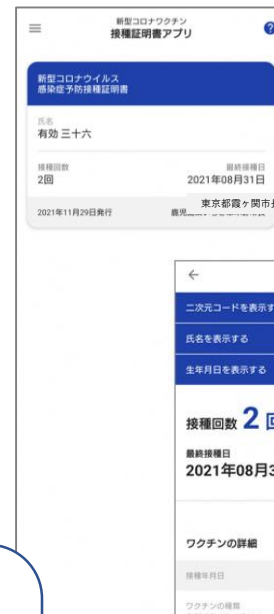 新型コロナワクチン
接種証明書アプリ
?
新型コロナウイルス
感染症予防接種証明書
氏名
有効 三十六
接種回数
2回
最終接種日
2021年08月31日
東京都霞ヶ関市長
2021年11月29日発行
二次元コードを表示す
氏名を表示する
生年月日を表示する
接種回数 2 回
最終接種日
2021年08月3
ワクチンの詳細
接種年月日
ワクチンの種類